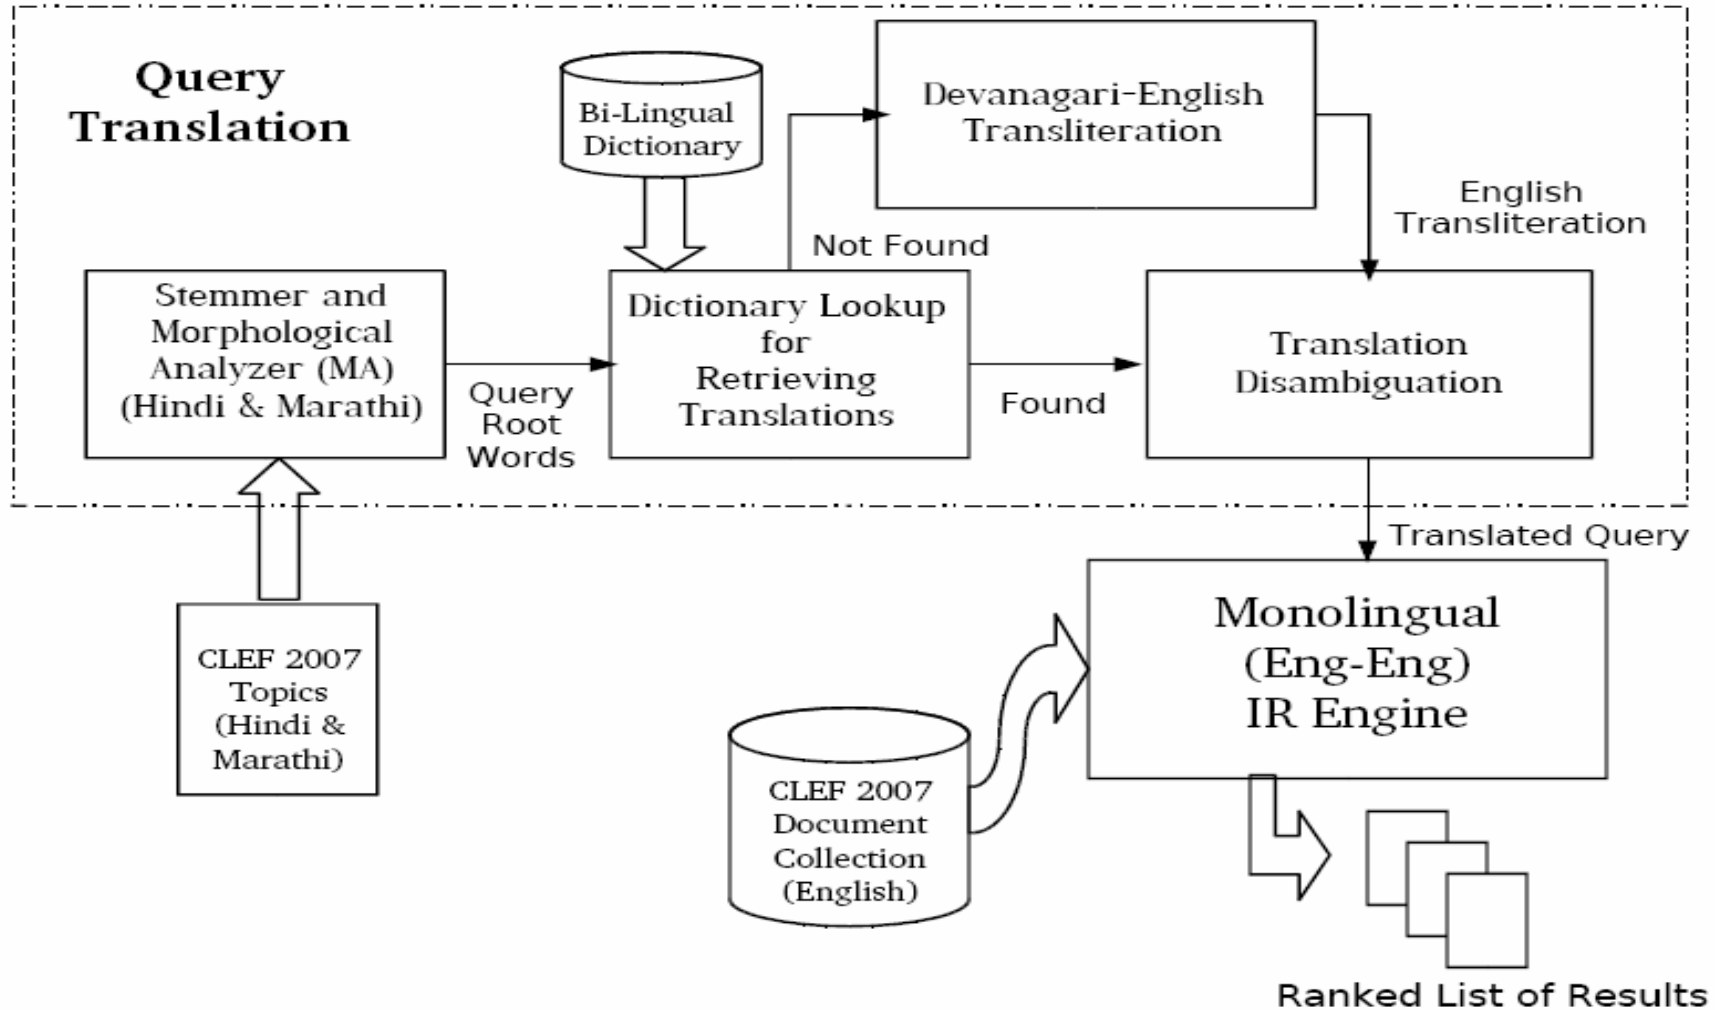 Query
Translation
Bi-Lingual
Dictionary
Devanagari-English
Transliteration
English
Transliteration
Not Found
Stemmer and
Morphological
Analyzer (MA)
(Hindi & Marathi)
Query
Root
Words
Dictionary Lookup
for
Retrieving
Translations
Found
Translation
Disambiguation
Translated Query
CLEF 2007
Topics
(Hindi &
Marathi)
Monolingual
(Eng-Eng)
IR Engine
CLEF 2007
Document
Collection
(English)
Ranked List of Results